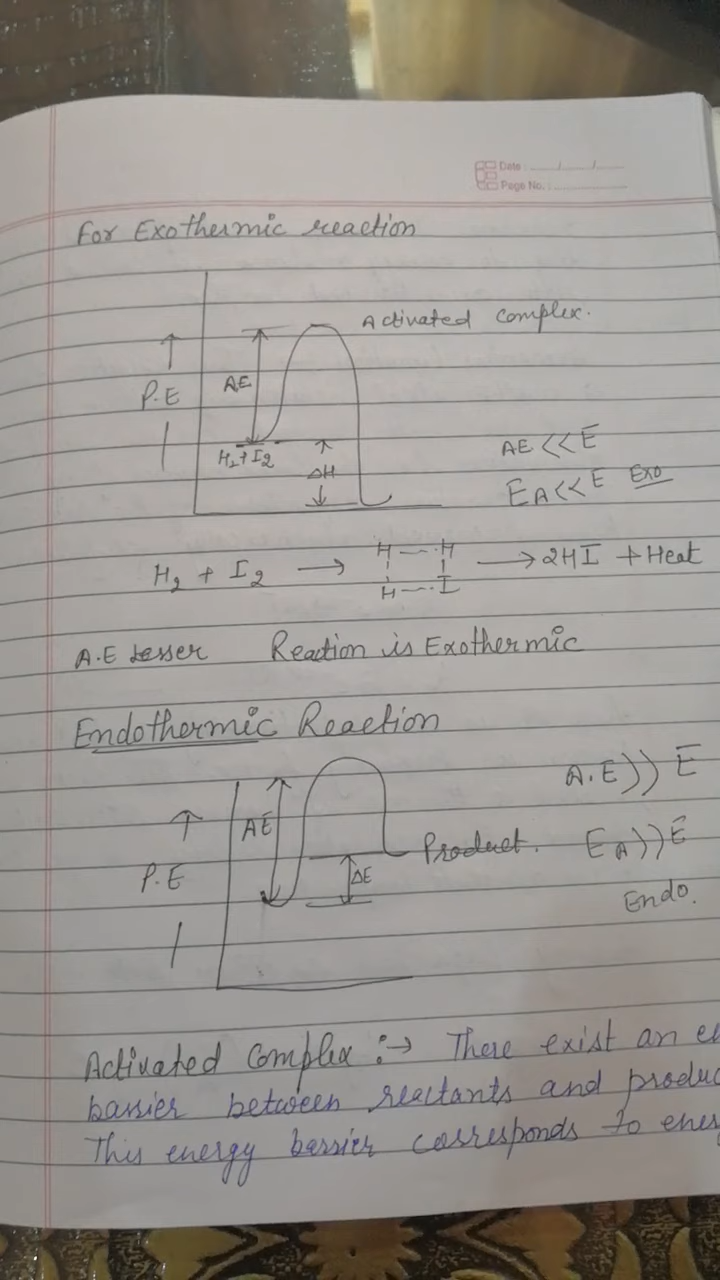 Date : ....../....../......
Page No. : ..................
For Exothermic reaction
Activated Complex.
↑
P.E
AE
H2 + I2
ΔH
AE << E
EA << E Exo
H2 + I2 → H---H → 2HI + Heat
H---I
A.E Lesser Reaction is Exothermic
Endothermic Reaction
A.E >> E
↑
AE
P.E
Product. EA >> E
ΔE
Endo.
Activated Complex :→ There exist an
barrier between reactants and
This energy barrier corresponds to